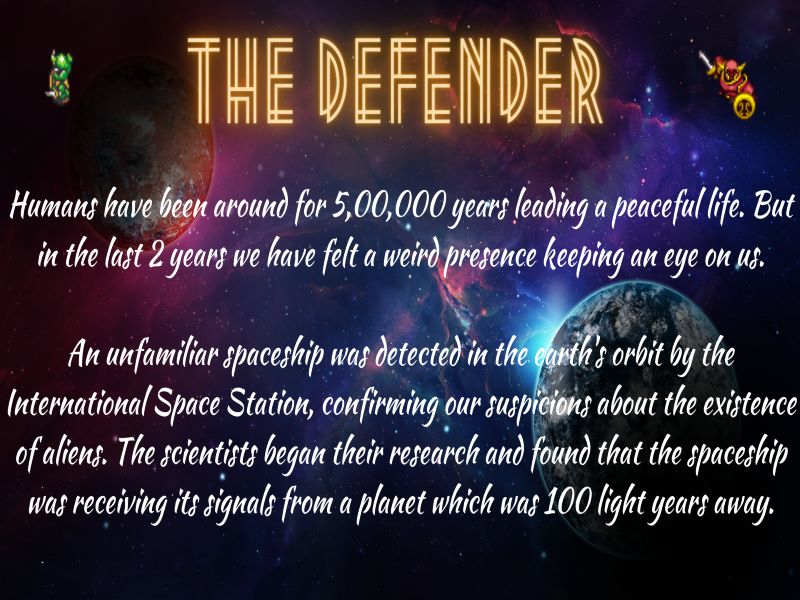 THE DEFENDER
Humans have been around for 5,00,000 years leading a peaceful life. But
in the last 2 years we have felt a weird presence keeping an eye on us.
An unfamiliar spaceship was detected in the earth's orbit by the
International Space Station, confirming our suspicions about the existence
of aliens. The scientists began their research and found that the spaceship
was receiving its signals from a planet which was 100 light years away.